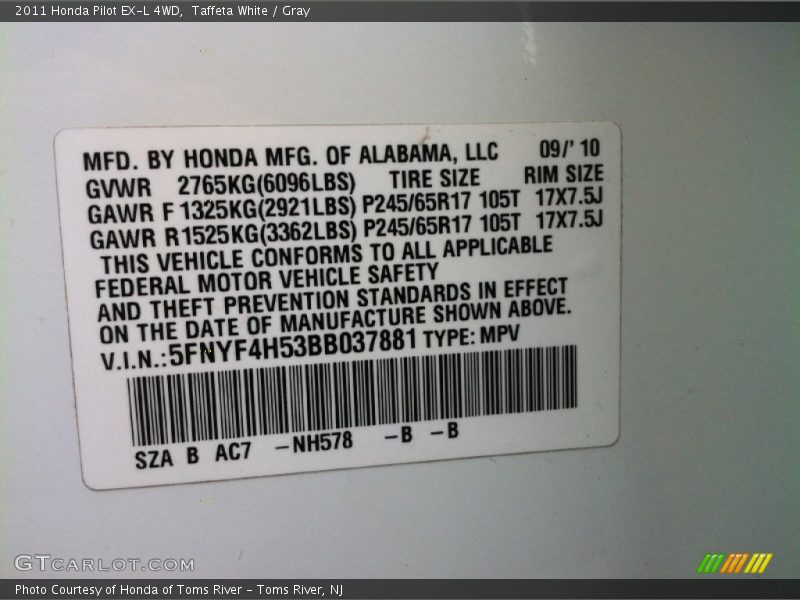 2011 Honda Pilot EX-L 4WD,  Taffeta White / Gray
MFD. BY HONDA MFG. OF ALABAMA, LLC 09/' 10
GVWR 2765KG(6096LBS) TIRE SIZE RIM SIZE
GAWR F 1325KG(2921LBS) P245/65R17 105T 17X7.5J
GAWR R 1525KG(3362LBS) P245/65R17 105T 17X7.5J
THIS VEHICLE CONFORMS TO ALL APPLICABLE
FEDERAL MOTOR VEHICLE SAFETY
AND THEFT PREVENTION STANDARDS IN EFFECT
ON THE DATE OF MANUFACTURE SHOWN ABOVE.
V.I.N.:5FNYF4H53BB037881 TYPE: MPV
SZA B AC7 -NH578 -B -B
GTCARLOT.COM
Photo Courtesy of Honda of Toms River - Toms River, NJ